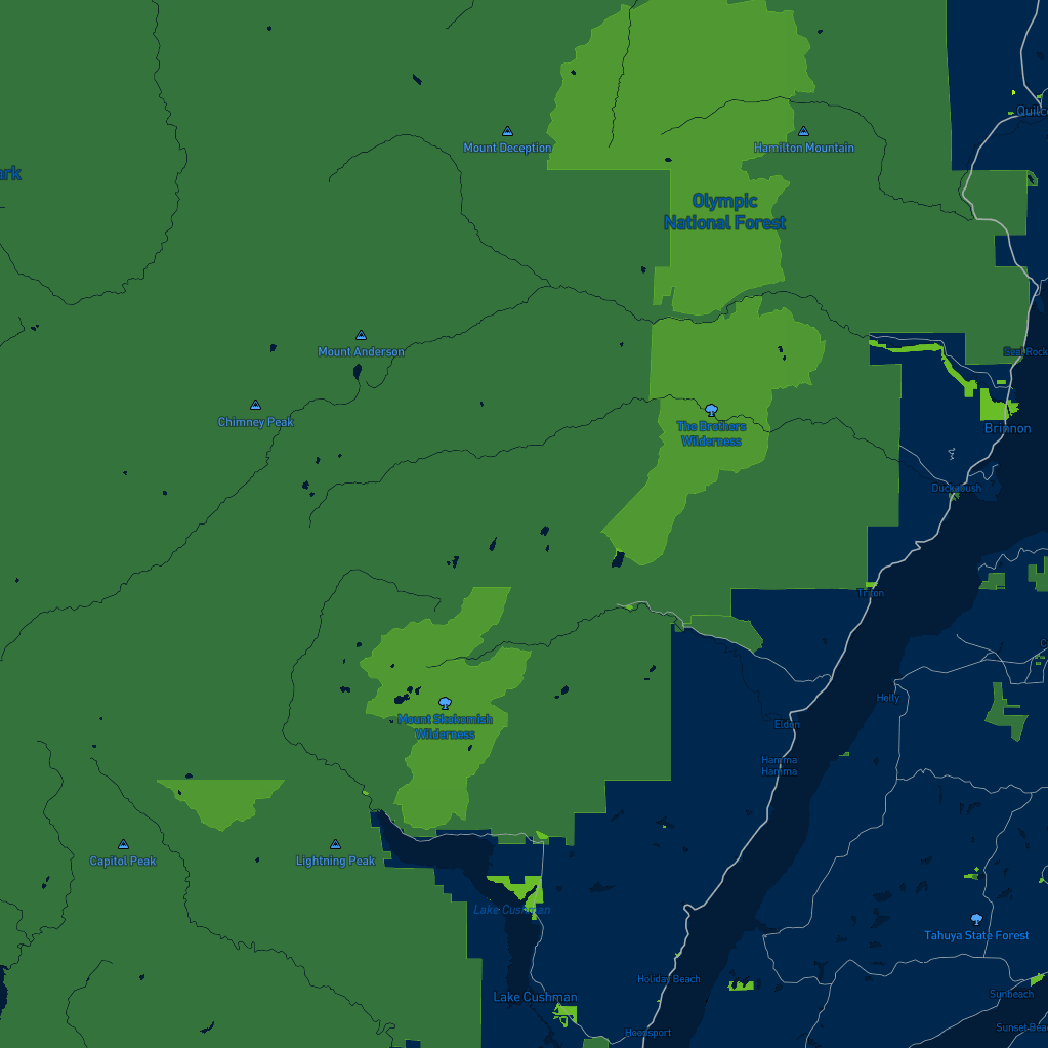 Quilc
Mount Deception
Hamilton Mountain
ark
Olympic
National Forest
Mount Anderson
Seal Rock
Chimney Peak
The Brothers
Wilderness
Brinnon
Duckabush
Triton
Holly
Mount Skokomish
Wilderness
Eldon
Hamma
Hamma
Capitol Peak
Lightning Peak
Lake Cushman
Tahuya State Forest
Holiday Beach
Lake Cushman
Sunbeach
Sunset Beac
Hoodsport